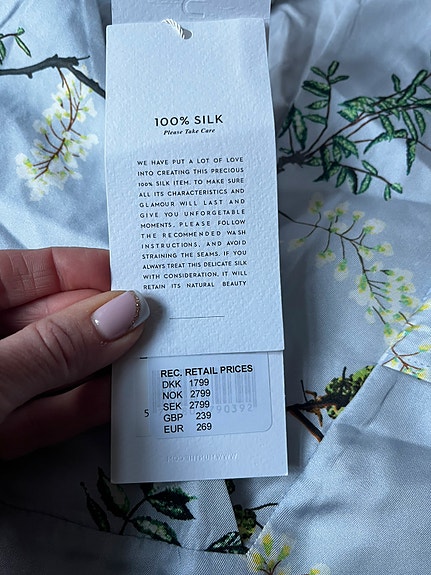 100% SILK
Please Take Care
WE HAVE PUT A LOT OF LOVE
INTO CREATING THIS PRECIOUS
100% SILK ITEM. TO MAKE SURE
ALL ITS CHARACTERISTICS AND
GLAMOUR WILL LAST AND
GIVE YOU UNFORGETABLE
MOMENTS, PLEASE FOLLOW
THE RECOMMENDED WASH
INSTRUCTIONS, AND AVOID
STRAINING THE SEAMS. IF YOU
ALWAYS TREAT THIS DELICATE SILK
WITH CONSIDERATION, IT WILL
RETAIN ITS NATURAL BEAUTY
REC. RETAIL PRICES
DKK 1799
NOK 2799
SEK 2799
GBP 239
EUR 269
5
90392